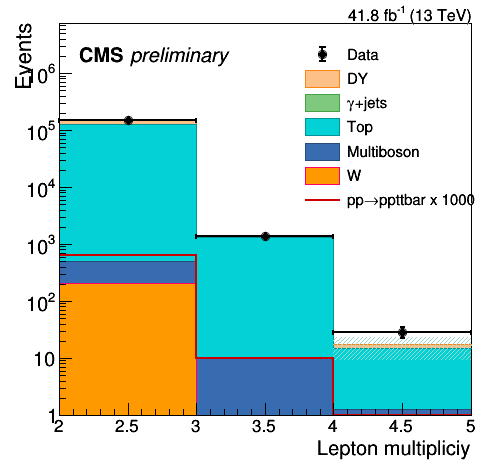 41.8 fb⁻¹ (13 TeV)
Events
CMS preliminary
Data
DY
γ+jets
Top
Multiboson
W
pp→ppttbar x 1000
10⁶
10⁵
10⁴
10³
10²
10
1
2 2.5 3 3.5 4 4.5 5
Lepton multipliciy